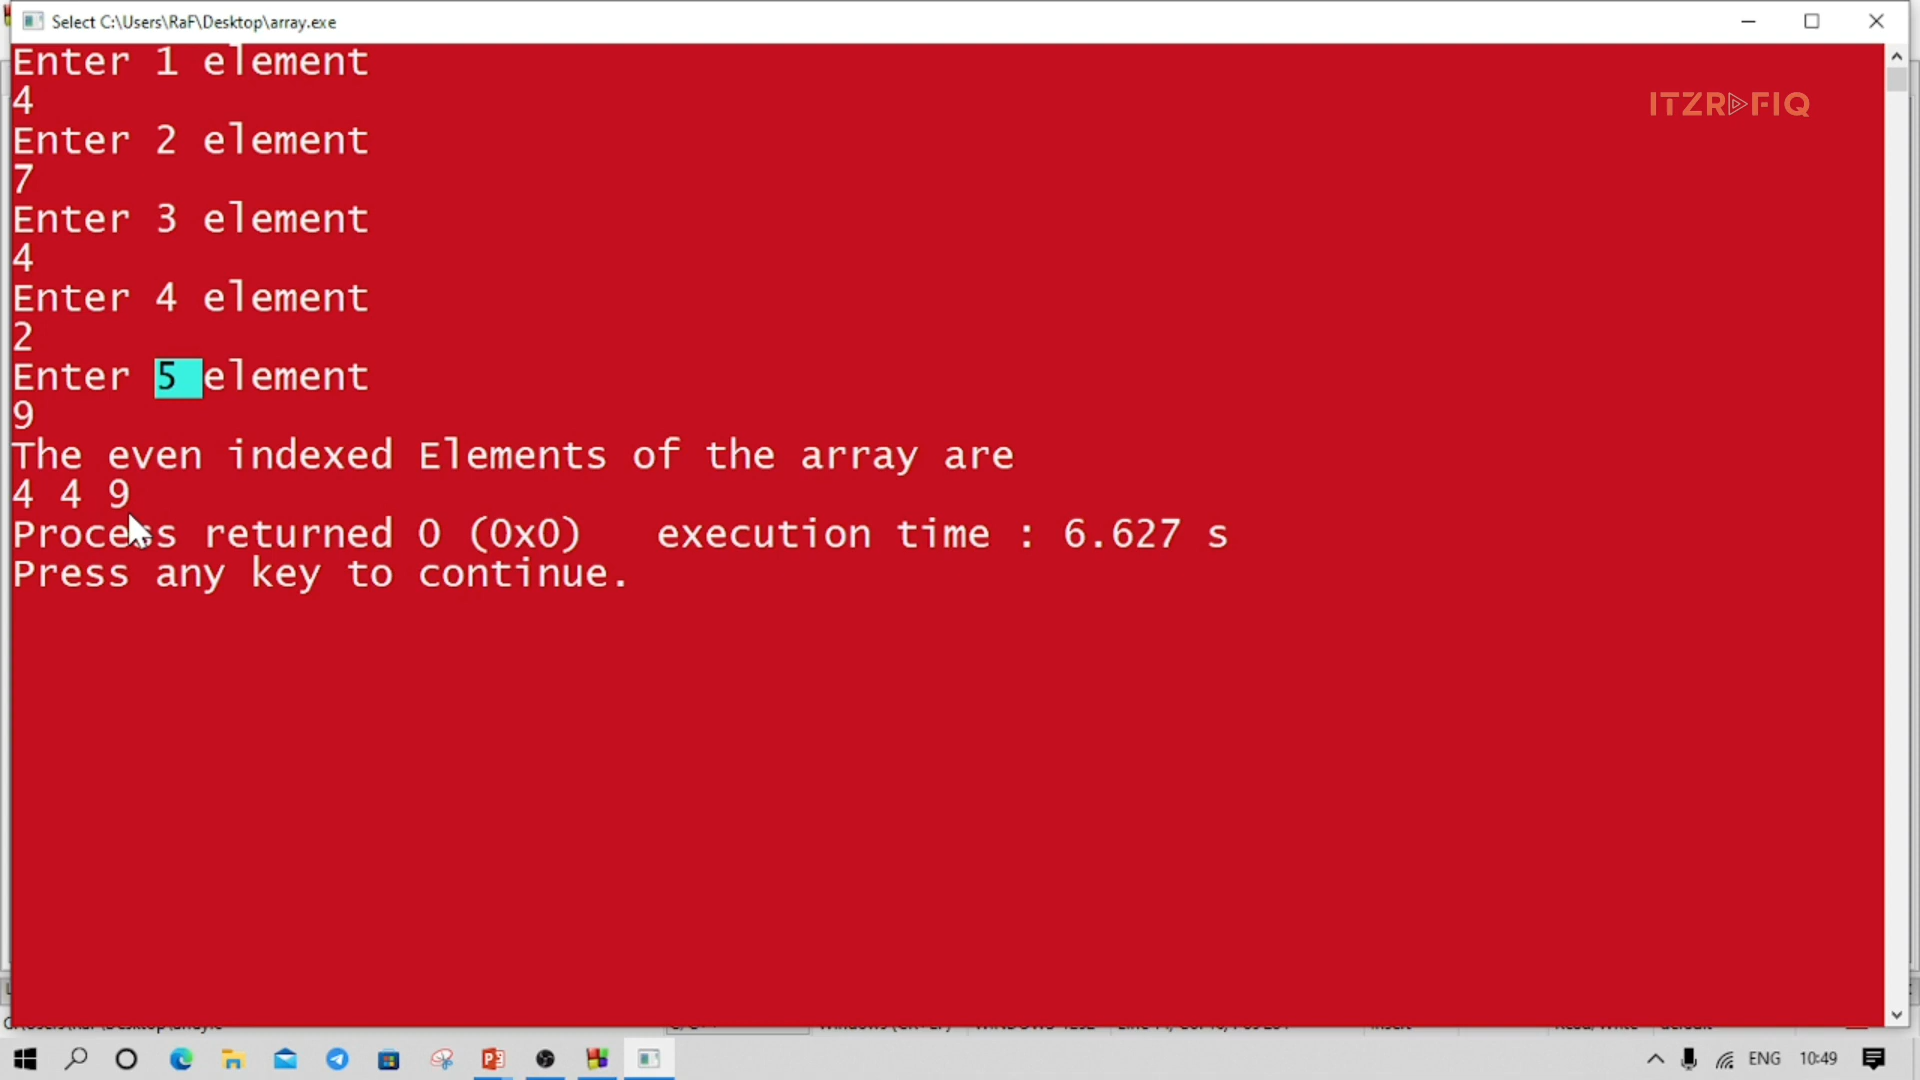 Select C:\Users\RaF\Desktop\array.exe
Enter 1 element
4
Enter 2 element
7
Enter 3 element
4
Enter 4 element
2
Enter 5 element
9
The even indexed Elements of the array are
4 4 9
Process returned 0 (0x0) execution time : 6.627 s
Press any key to continue.
ITZRAFIQ
ENG 10:49